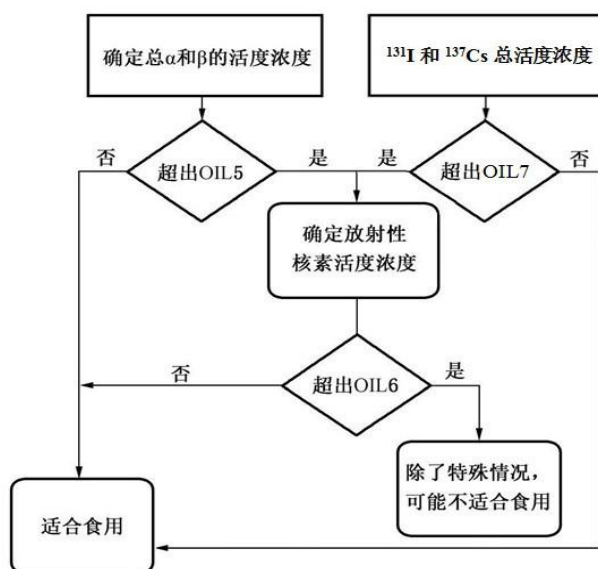 确定总α和β的活度浓度
¹³¹I 和 ¹³⁷Cs 总活度浓度
否
超出OIL5
是
是
超出OIL7
否
确定放射性
核素活度浓度
否
超出OIL6
是
适合食用
除了特殊情况，
可能不适合食用